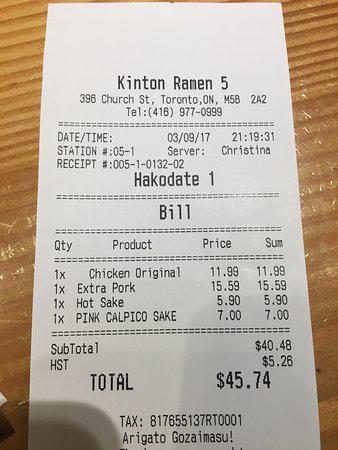 Kinton Ramen 5
396 Church St, Toronto,ON, M5B 2A2
Tel:(416) 977-0999
DATE/TIME: 03/09/17 21:19:31
STATION #:05-1 Server: Christina
RECEIPT #:005-1-0132-02
Hakodate 1
Bill
Qty Product Price Sum
1x Chicken Original 11.99 11.99
1x Extra Pork 15.59 15.59
1x Hot Sake 5.90 5.90
1x PINK CALPICO SAKE 7.00 7.00
SubTotal $40.48
HST $5.26
TOTAL $45.74
TAX: 817655137RT0001
Arigato Gozaimasu!